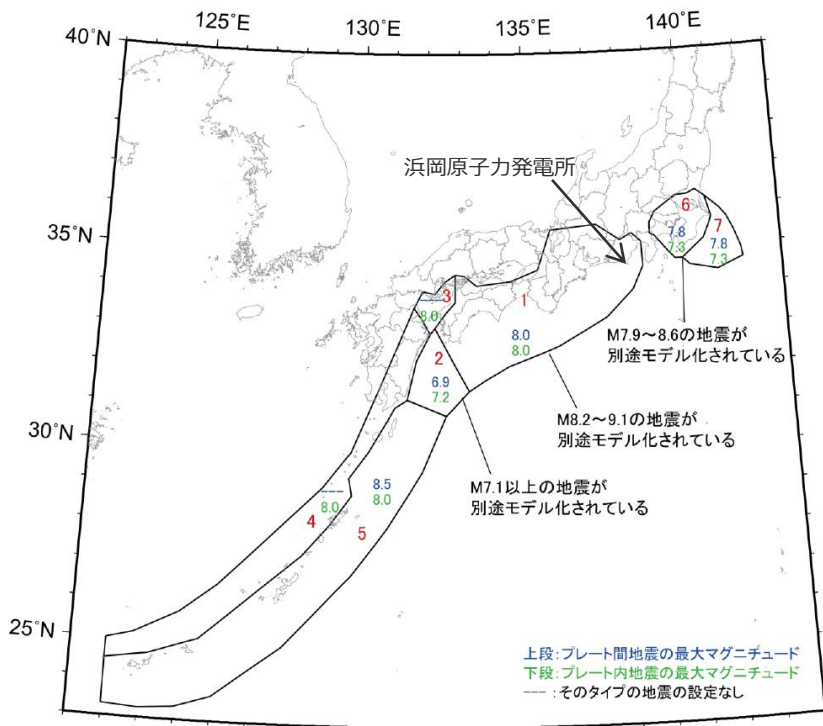 125°E
130°E
135°E
140°E
40°N
浜岡原子力発電所
6
35°N
7.8
7
7.3
7.8
7.3
3
1
---
8.0
M7.9～8.6の地震が
別途モデル化されている
8.0
8.0
2
6.9
7.2
M8.2～9.1の地震が
別途モデル化されている
30°N
M7.1以上の地震が
別途モデル化されている
---
8.0
8.5
8.0
4
5
25°N
上段:プレート間地震の最大マグニチュード
下段:プレート内地震の最大マグニチュード
---:そのタイプの地震の設定なし